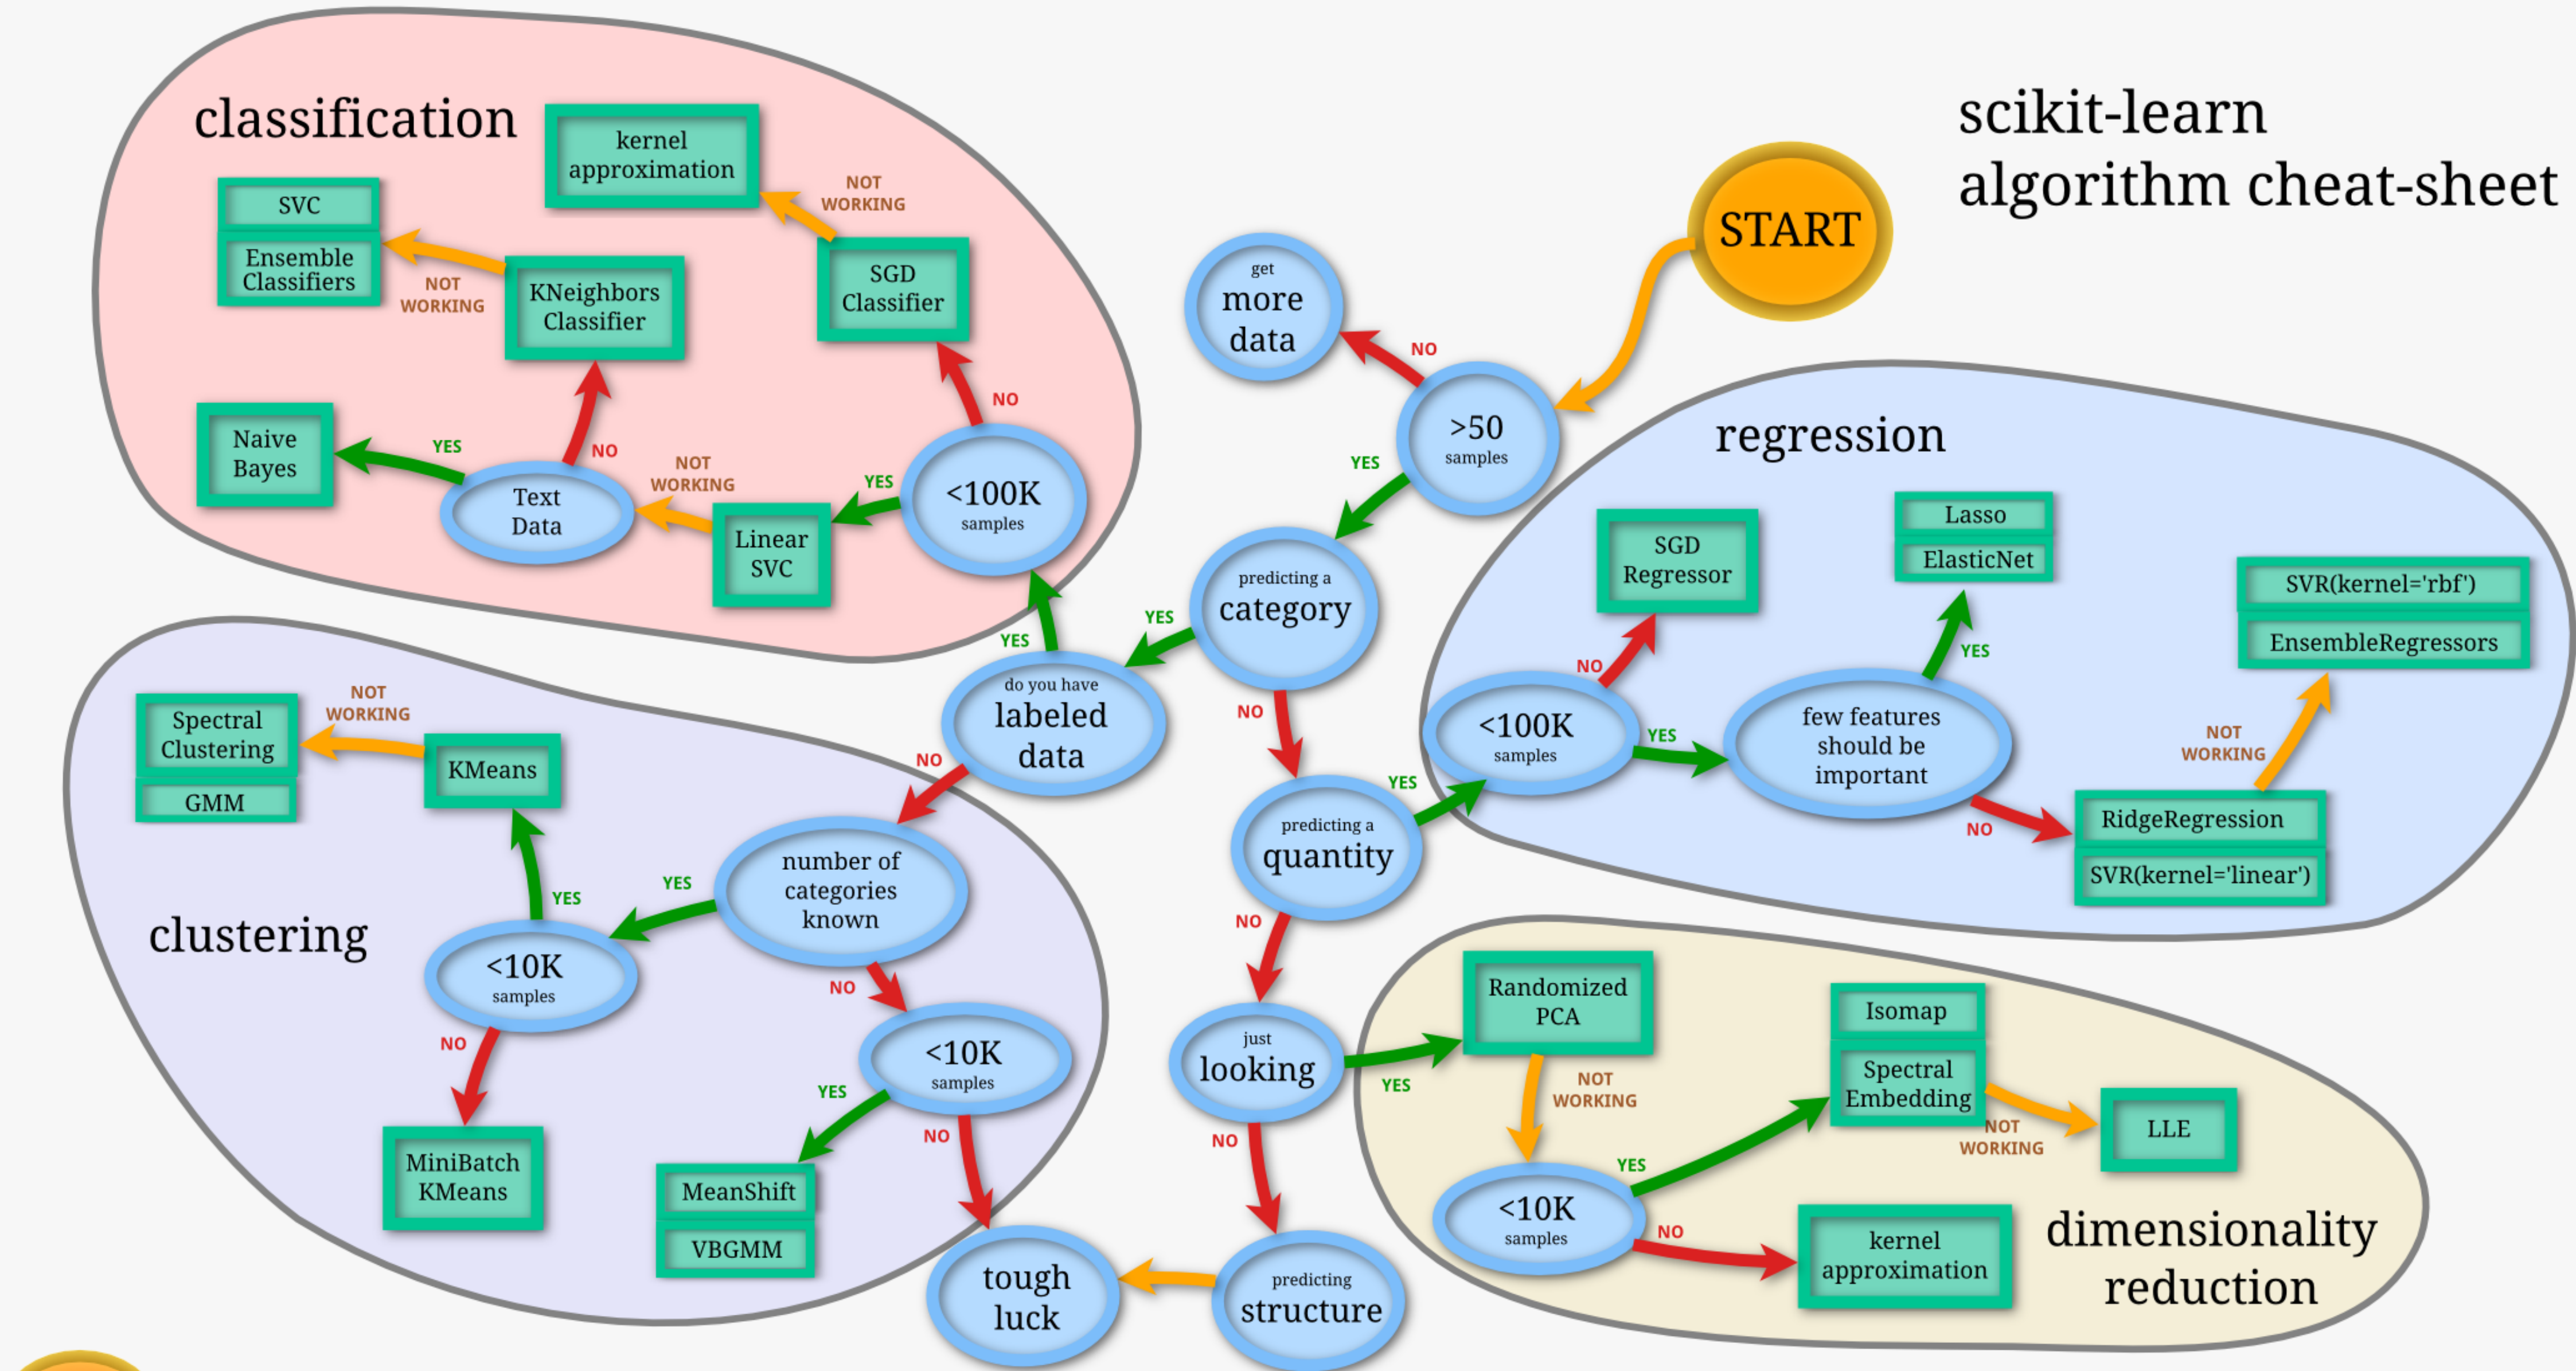 classification
kernel
approximation
NOT
WORKING
SVC
Ensemble
Classifiers
NOT
WORKING
KNeighbors
Classifier
SGD
Classifier
NO
Naive
Bayes
YES
NO
Text
Data
NOT
WORKING
Linear
SVC
YES
<100K
samples
YES
scikit-learn
algorithm cheat-sheet
START
get
more
data
NO
>50
samples
YES
predicting a
category
YES
do you have
labeled
data
NO
NO
predicting a
quantity
YES
NO
just
looking
YES
NO
predicting
structure
tough
luck
regression
SGD
Regressor
NO
<100K
samples
YES
Lasso
ElasticNet
YES
few features
should be
important
NO
SVR(kernel='rbf')
EnsembleRegressors
NOT
WORKING
RidgeRegression
SVR(kernel='linear')
clustering
Spectral
Clustering
GMM
NOT
WORKING
KMeans
YES
<10K
samples
YES
number of
categories
known
NO
NO
MiniBatch
KMeans
<10K
samples
YES
NO
MeanShift
VBGMM
Randomized
PCA
NOT
WORKING
<10K
samples
YES
NO
Isomap
Spectral
Embedding
NOT
WORKING
LLE
kernel
approximation
dimensionality
reduction